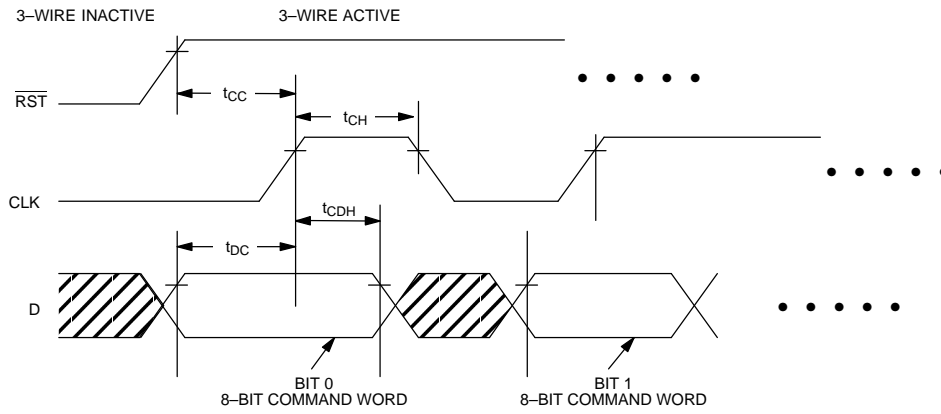 3–WIRE INACTIVE
3–WIRE ACTIVE
RST
tCC
tCH
CLK
tCDH
tDC
D
BIT 0
8–BIT COMMAND WORD
BIT 1
8–BIT COMMAND WORD